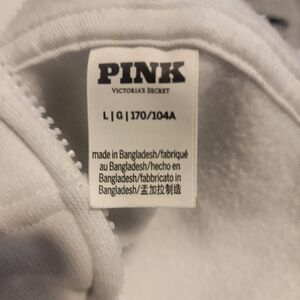 PINK
VICTORIA'S SECRET
L | G | 170/104A
made in Bangladesh/fabriqué
au Bangladesh/hecho en
Bangladesh/fabbricato in
Bangladesh/孟加拉制造